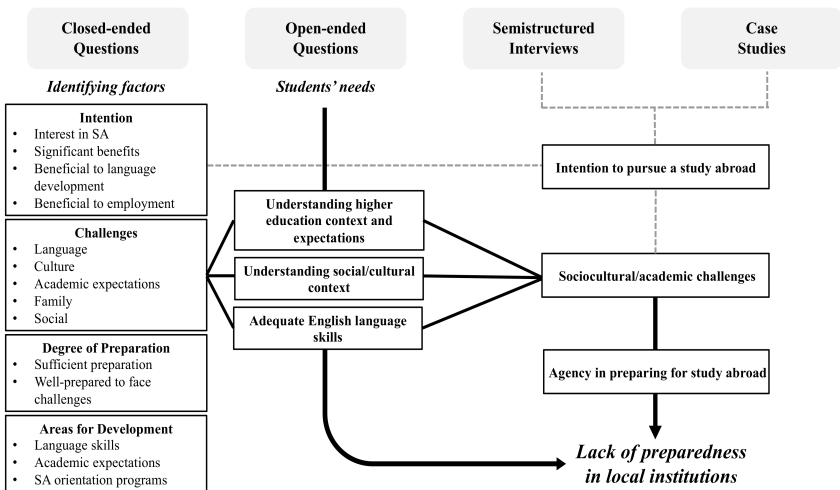 Closed-ended
Questions
Open-ended
Questions
Semistructured
Interviews
Case
Studies
Identifying factors
Students' needs
Intention
• Interest in SA
• Significant benefits
• Beneficial to language
development
• Beneficial to employment
Challenges
• Language
• Culture
• Academic expectations
• Family
• Social
Degree of Preparation
• Sufficient preparation
• Well-prepared to face
challenges
Areas for Development
• Language skills
• Academic expectations
• SA orientation programs
Understanding higher
education context and
expectations
Understanding social/cultural
context
Adequate English language
skills
Intention to pursue a study abroad
Sociocultural/academic challenges
Agency in preparing for study abroad
Lack of preparedness
in local institutions